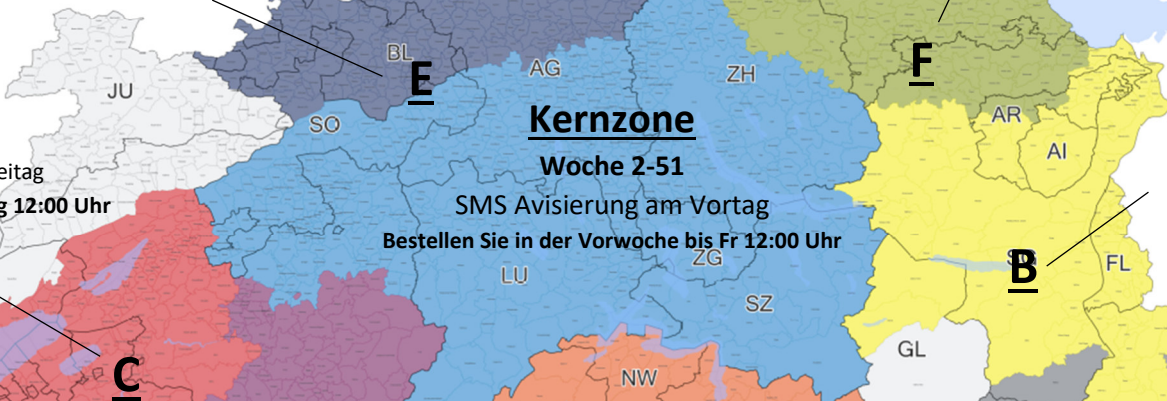 BL
E
AG
ZH
F
JU
SO
Kernzone
AR
Woche 2-51
AI
eitag
SMS Avisierung am Vortag
g 12:00 Uhr
Bestellen Sie in der Vorwoche bis Fr 12:00 Uhr
ZG
B
FL
LU
SZ
GL
C
NW